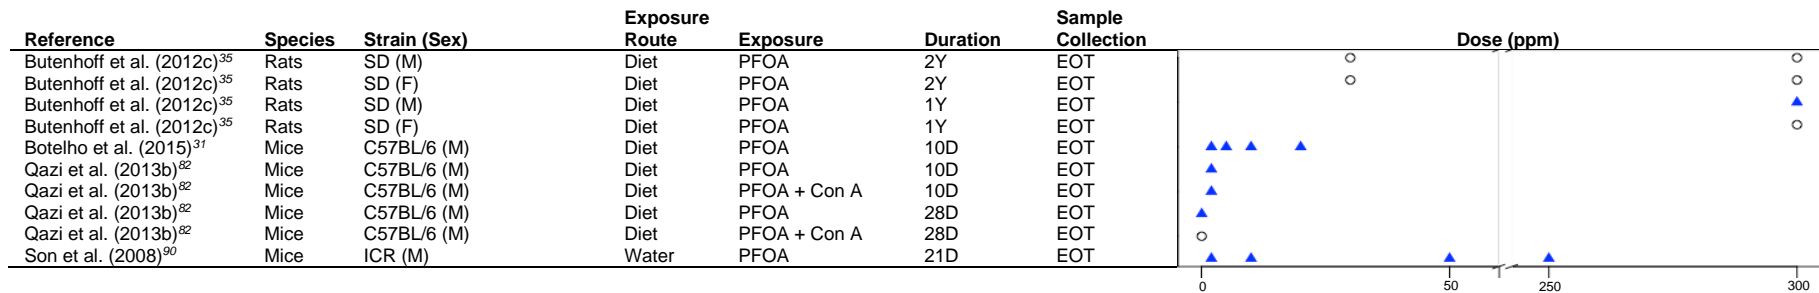 Exposure Sample
Reference Species Strain (Sex) Route Exposure Duration Collection Dose (ppm)
Butenhoff et al. (2012c)35 Rats SD (M) Diet PFOA 2Y EOT
Butenhoff et al. (2012c)35 Rats SD (F) Diet PFOA 2Y EOT
Butenhoff et al. (2012c)35 Rats SD (M) Diet PFOA 1Y EOT
Butenhoff et al. (2012c)35 Rats SD (F) Diet PFOA 1Y EOT
Botelho et al. (2015)31 Mice C57BL/6 (M) Diet PFOA 10D EOT
Qazi et al. (2013b)82 Mice C57BL/6 (M) Diet PFOA 10D EOT
Qazi et al. (2013b)82 Mice C57BL/6 (M) Diet PFOA + Con A 10D EOT
Qazi et al. (2013b)82 Mice C57BL/6 (M) Diet PFOA 28D EOT
Qazi et al. (2013b)82 Mice C57BL/6 (M) Diet PFOA + Con A 28D EOT
Son et al. (2008)90 Mice ICR (M) Water PFOA 21D EOT
0 50 250 300